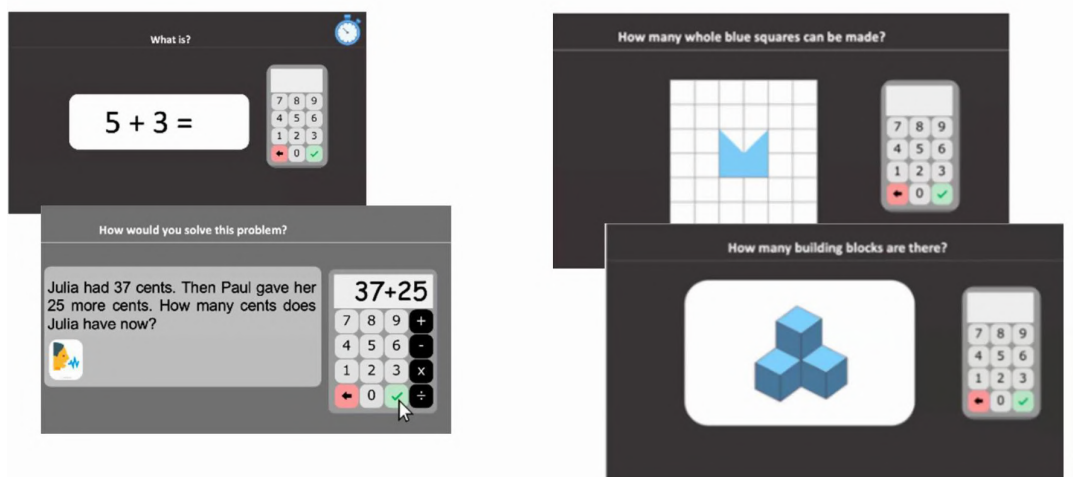 What is?
5 + 3 =
7 8 9
4 5 6
1 2 3
0
How would you solve this problem?
Julia had 37 cents. Then Paul gave her
25 more cents. How many cents does
Julia have now?
37+25
7 8 9 +
4 5 6 -
1 2 3 x
0 ÷
How many whole blue squares can be made?
7 8 9
4 5 6
1 2 3
0
How many building blocks are there?
7 8 9
4 5 6
1 2 3
0